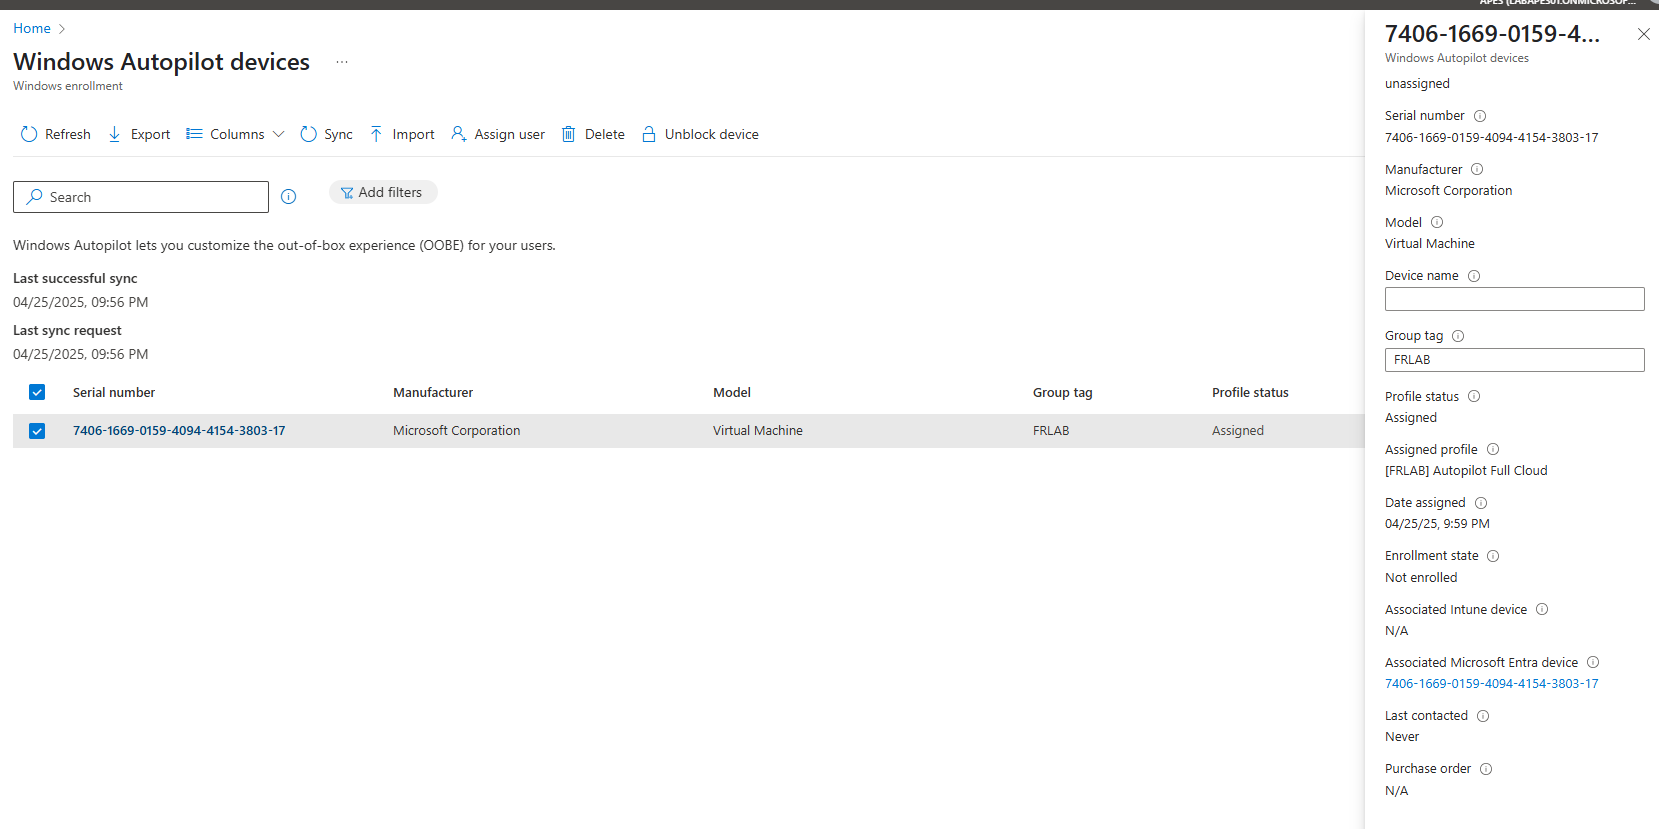 APES (LABAPES01.ONMICROSOF...
Home
Windows Autopilot devices ...
Windows enrollment
Refresh Export Columns Sync Import Assign user Delete Unblock device
Search Add filters
Windows Autopilot lets you customize the out-of-box experience (OOBE) for your users.
Last successful sync
04/25/2025, 09:56 PM
Last sync request
04/25/2025, 09:56 PM
Serial number Manufacturer Model Group tag Profile status
7406-1669-0159-4094-4154-3803-17 Microsoft Corporation Virtual Machine FRLAB Assigned
7406-1669-0159-4...
Windows Autopilot devices
unassigned
Serial number
7406-1669-0159-4094-4154-3803-17
Manufacturer
Microsoft Corporation
Model
Virtual Machine
Device name
Group tag
FRLAB
Profile status
Assigned
Assigned profile
[FRLAB] Autopilot Full Cloud
Date assigned
04/25/25, 9:59 PM
Enrollment state
Not enrolled
Associated Intune device
N/A
Associated Microsoft Entra device
7406-1669-0159-4094-4154-3803-17
Last contacted
Never
Purchase order
N/A